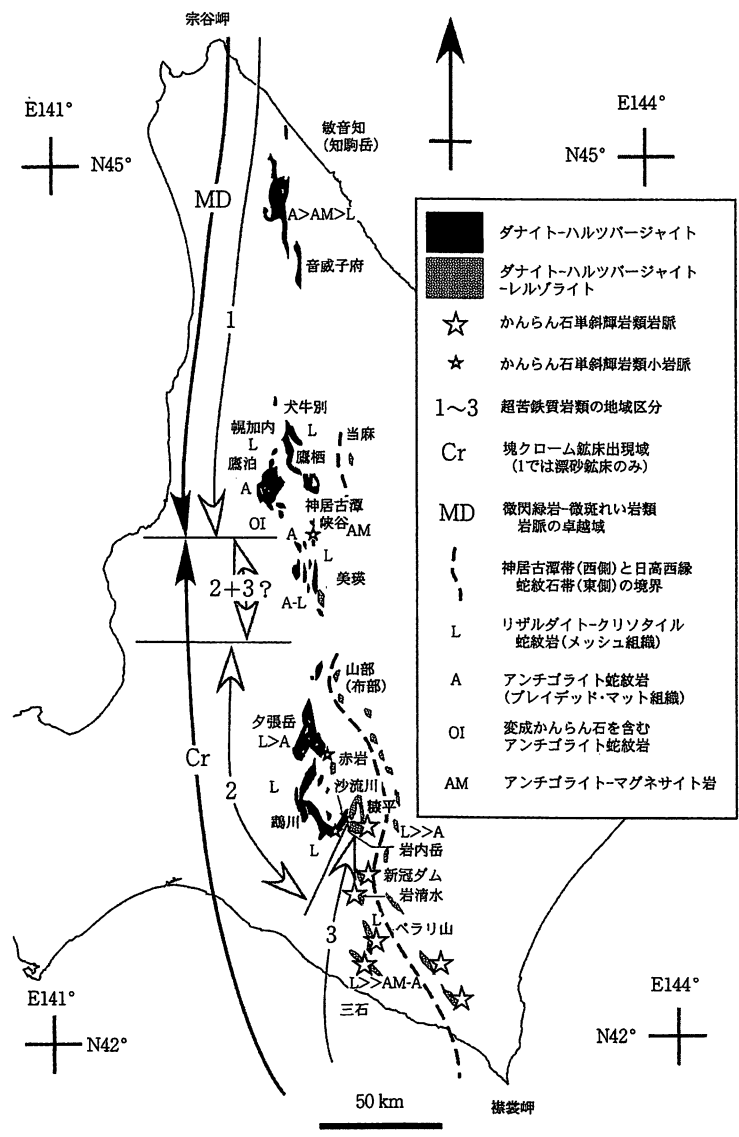 宗谷岬
E141°
N45°
E144°
N45°
敏音知
(知駒岳)
MD
A>AM>L
音威子府
1
犬牛別
幌加内
L
L
当麻
鷹泊
鷹栖
A
神居古潭
峡谷
OI
A
AM
L
2+3?
美瑛
A-L
山部
(布部)
夕張岳
L>A
赤岩
Cr
2
L
沙流川
糠平
鵡川
L
L>>A
岩内岳
新冠ダム
岩清水
3
L
ペラリ山
L>>AM-A
三石
E141°
N42°
E144°
N42°
50 km
襟裳岬
ダナイト-ハルツバージャイト
ダナイト-ハルツバージャイト
-レルゾライト
かんらん石単斜輝岩類岩脈
かんらん石単斜輝岩類小岩脈
1~3 超苦鉄質岩類の地域区分
Cr 塊クローム鉱床出現域
(1では漂砂鉱床のみ)
MD 微閃緑岩-微斑れい岩類
岩脈の卓越域
神居古潭帯(西側)と日高西縁
蛇紋石帯(東側)の境界
L リザルダイト-クリソタイル
蛇紋岩(メッシュ組織)
A アンチゴライト蛇紋岩
(ブレイデッド・マット組織)
OI 変成かんらん石を含む
アンチゴライト蛇紋岩
AM アンチゴライト-マグネサイト岩